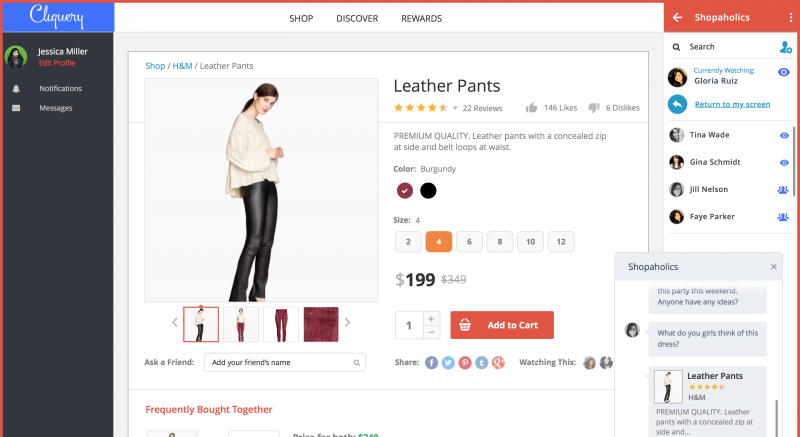 Cliquery
SHOP DISCOVER REWARDS
Shopaholics
Jessica Miller
Edit Profile
Notifications
Messages
Shop / H&M / Leather Pants
Leather Pants
22 Reviews 146 Likes 6 Dislikes
PREMIUM QUALITY. Leather pants with a concealed zip
at side and belt loops at waist.
Color: Burgundy
Size: 4
2 4 6 8 10 12
$199 $349
1 + − Add to Cart
Ask a Friend: Add your friend's name
Share: Watching This:
Frequently Bought Together
Price for both: $249
Search
Currently Watching:
Gloria Ruiz
Return to my screen
Tina Wade
Gina Schmidt
Jill Nelson
Faye Parker
Shopaholics ×
this party this weekend.
Anyone have any ideas?
What do you girls think of this
dress?
Leather Pants
H&M
PREMIUM QUALITY. Leather
pants with a concealed zip at
side and...